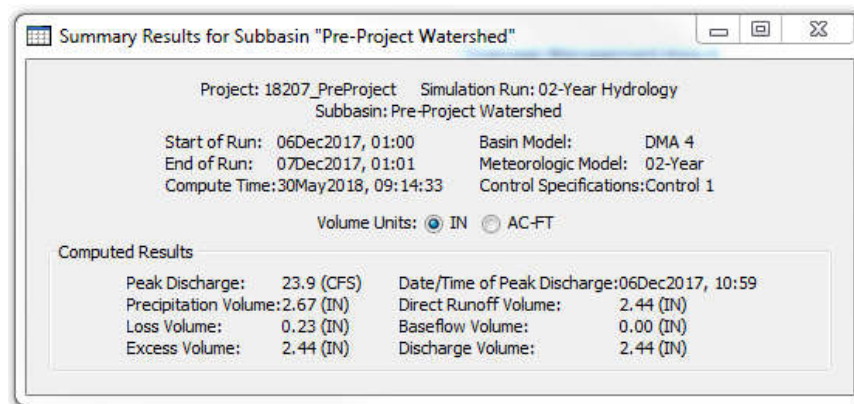 Summary Results for Subbasin "Pre-Project Watershed"
Project: 18207_PreProject Simulation Run: 02-Year Hydrology
Subbasin: Pre-Project Watershed
Start of Run: 06Dec2017, 01:00 Basin Model: DMA 4
End of Run: 07Dec2017, 01:01 Meteorologic Model: 02-Year
Compute Time:30May2018, 09:14:33 Control Specifications:Control 1
Volume Units: IN AC-FT
Computed Results
Peak Discharge: 23.9 (CFS) Date/Time of Peak Discharge:06Dec2017, 10:59
Precipitation Volume:2.67 (IN) Direct Runoff Volume: 2.44 (IN)
Loss Volume: 0.23 (IN) Baseflow Volume: 0.00 (IN)
Excess Volume: 2.44 (IN) Discharge Volume: 2.44 (IN)